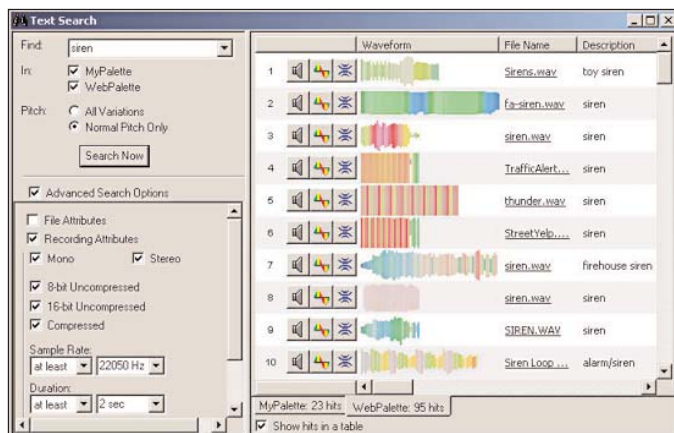 Text Search
Find: siren
In: MyPalette
WebPalette
Pitch: All Variations
Normal Pitch Only
Search Now
Advanced Search Options
File Attributes
Recording Attributes
Mono Stereo
8-bit Uncompressed
16-bit Uncompressed
Compressed
Sample Rate:
at least 22050 Hz
Duration:
at least 2 sec
Waveform File Name Description
1 Sirens.wav toy siren
2 fa-siren.wav siren
3 siren.wav siren
4 TrafficAlert... siren
5 thunder.wav siren
6 StreetYelp.... siren
7 siren.wav firehouse siren
8 siren.wav siren
9 SIREN.WAV siren
10 Siren Loop ... alarm/siren
MyPalette: 23 hits WebPalette: 95 hits
Show hits in a table